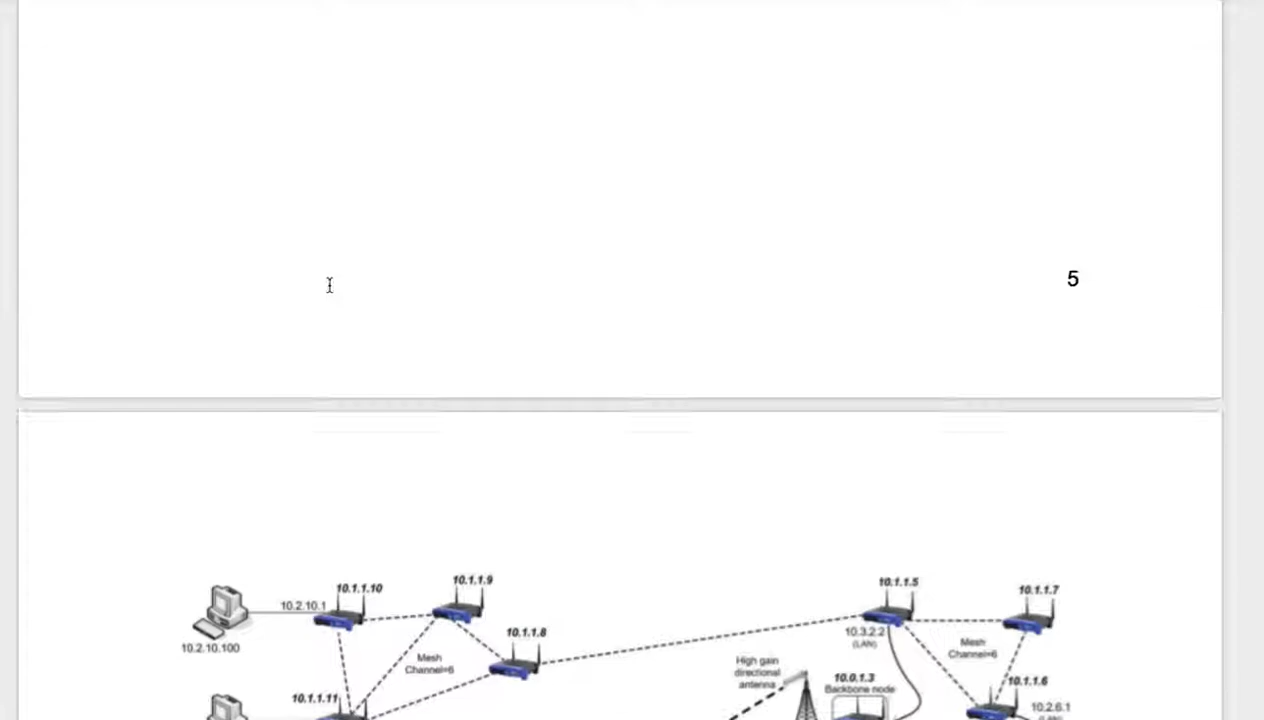 5
10.1.1.10
10.1.1.9
10.1.1.5
10.1.1.7
10.2.10.1
10.1.1.8
10.3.2.2
(LAN)
10.2.10.100
Mesh
Channel=6
Mesh
Channel=6
High gain
directional
antenna
10.0.1.3
Backbone node
10.1.1.6
10.1.1.11
10.2.6.1
(LAN)